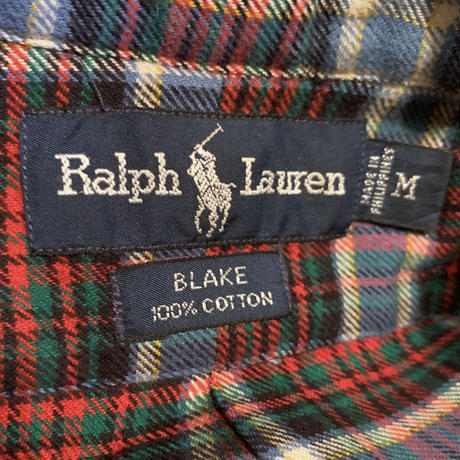 Ralph Lauren
MADE IN
PHILIPPINES
M
BLAKE
100% COTTON